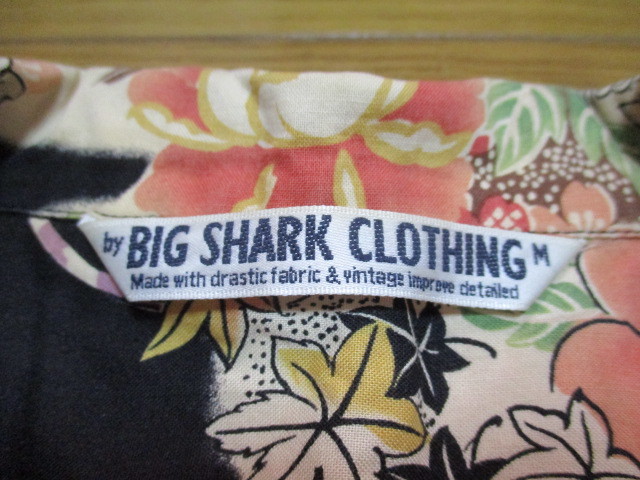 by BIG SHARK CLOTHING M
Made with drastic fabric & vintage improve detailed